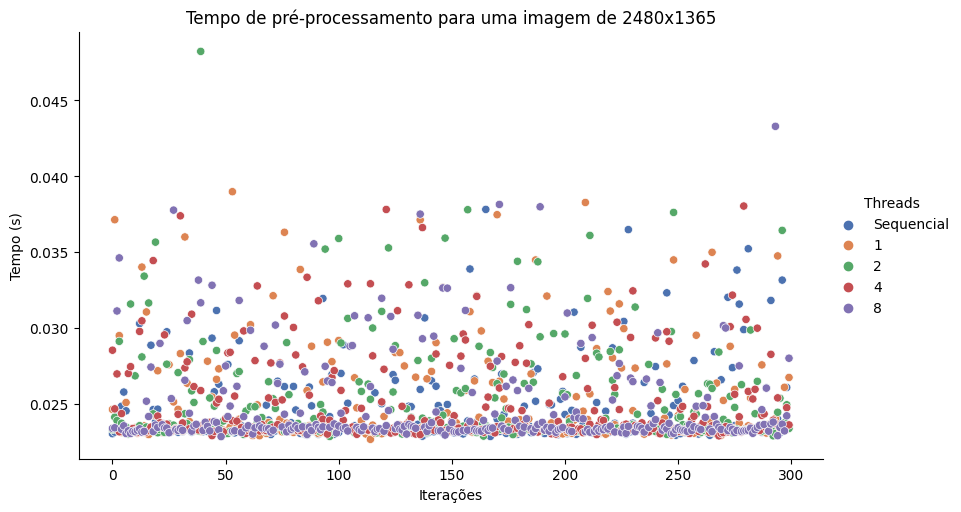 Tempo de pré-processamento para uma imagem de 2480x1365
0.045
0.040
0.035
0.030
0.025
Tempo (s)
0 50 100 150 200 250 300
Iterações
Threads
Sequencial
1
2
4
8